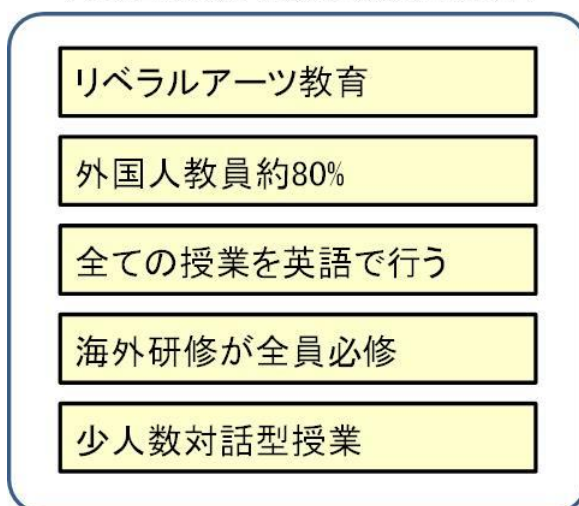 リベラルアーツ教育
外国人教員約80%
全ての授業を英語で行う
海外研修が全員必修
少人数対話型授業